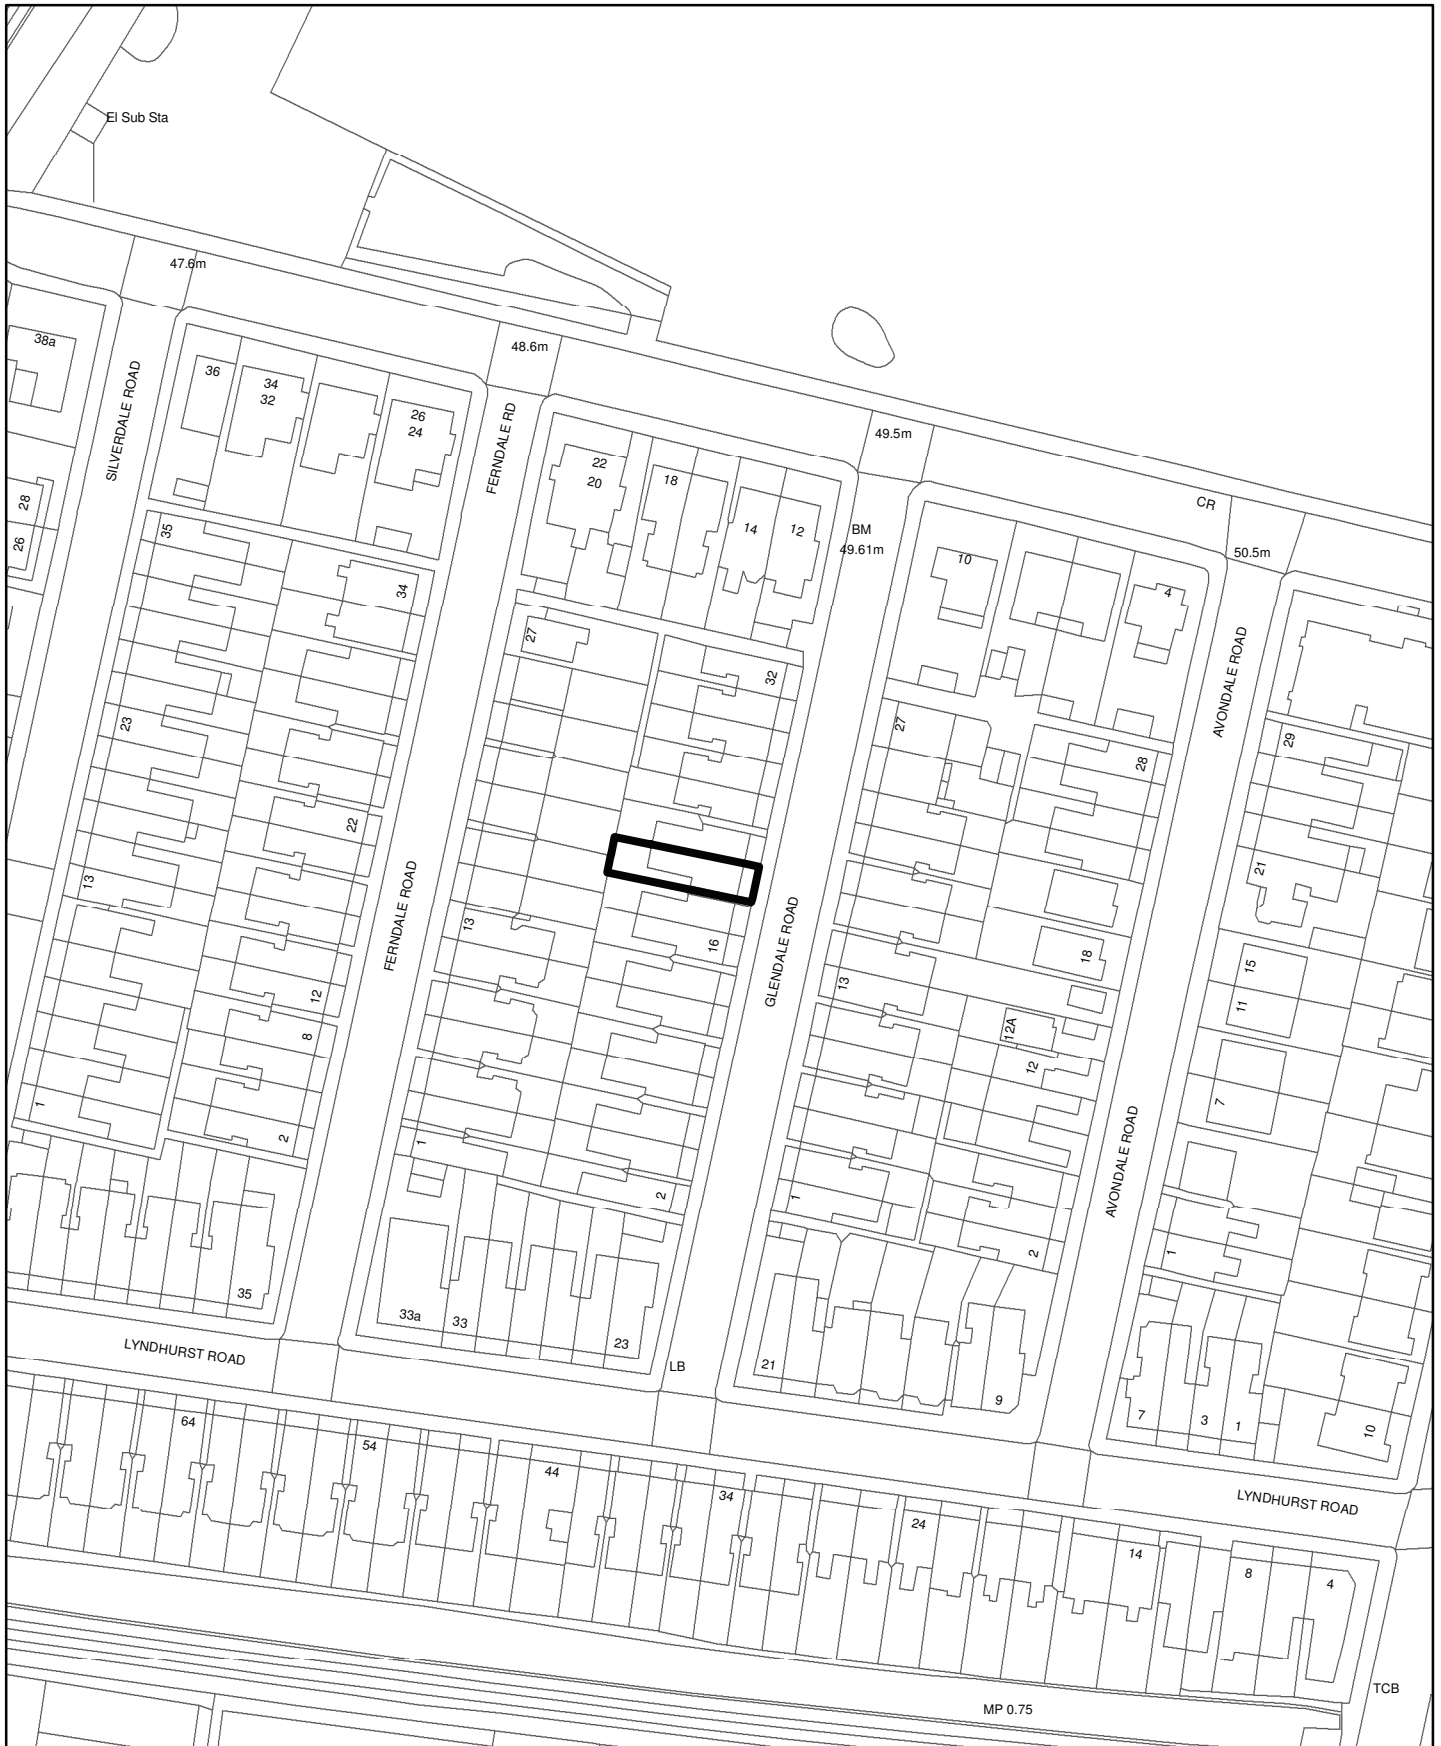 El Sub Sta
47.6m
38a
36
34
32
26
24
48.6m
SILVERDALE ROAD
FERNDALE RD
22
20
18
14
12
49.5m
BM
49.61m
CR
50.5m
10
4
28
26
35
34
27
32
27
28
29
AVONDALE ROAD
23
22
21
13
FERNDALE ROAD
13
16
GLENDALE ROAD
13
18
15
11
12
8
12A
12
7
1
2
1
2
1
2
1
AVONDALE ROAD
35
33a
33
23
LB
21
9
7
3
1
10
LYNDHURST ROAD
64
54
44
34
24
14
8
4
LYNDHURST ROAD
TCB
MP 0.75